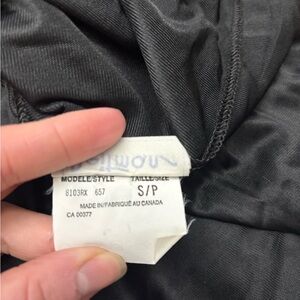 MODELE/STYLE TAILLE/SIZE
8103RX 657 S/P
MADE IN/FABRIQUÉ AU CANADA
CA 00377